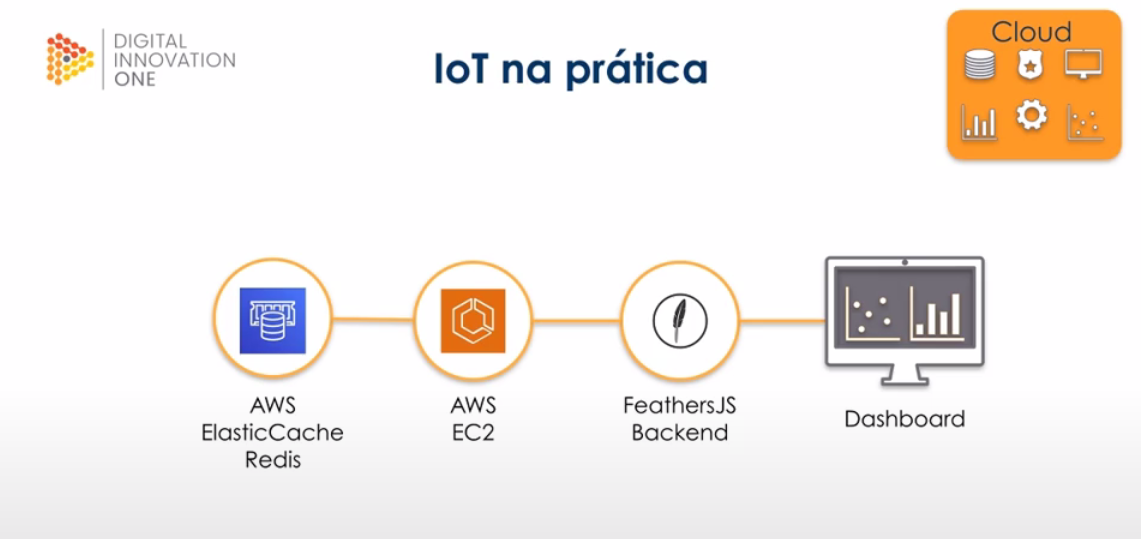 DIGITAL
INNOVATION
ONE
IoT na prática
Cloud
AWS
ElasticCache
Redis
AWS
EC2
FeathersJS
Backend
Dashboard